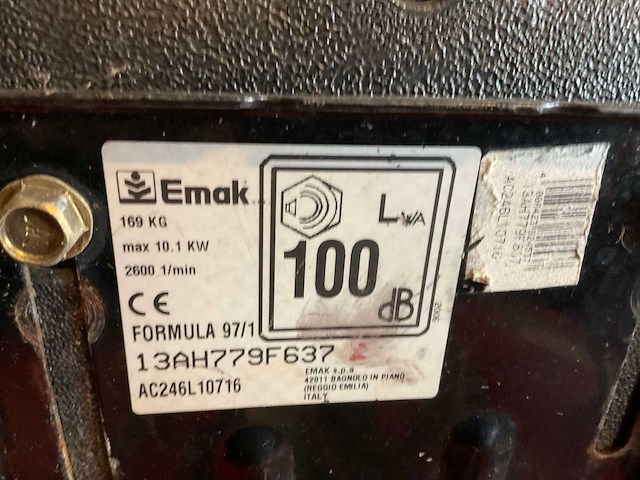 Emak
169 KG
max 10.1 KW
2600 1/min
CE
FORMULA 97/1
13AH779F637
AC246L10716
LWA
100
dB
2006
EMAK s.p.a
42011 BAGNOLO IN PIANO
(REGGIO EMILIA)
ITALY
AC246L10716